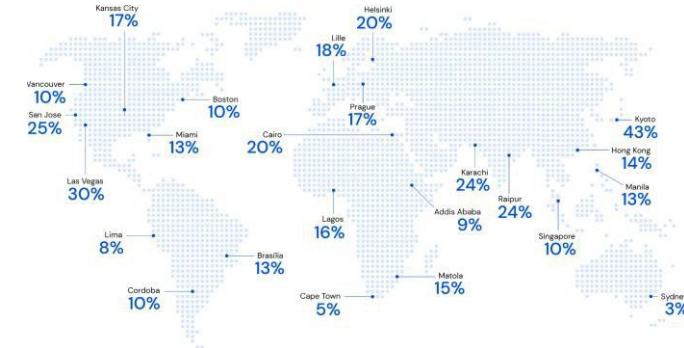 Kansas City
17%
Helsinki
20%
Lille
18%
Vancouver
10%
Boston
10%
Prague
17%
San Jose
25%
Miami
13%
Cairo
20%
Kyoto
43%
Hong Kong
14%
Las Vegas
30%
Karachi
24%
Raipur
24%
Manila
13%
Addis Ababa
9%
Lagos
16%
Lima
8%
Singapore
10%
Brasília
13%
Matola
15%
Cordoba
10%
Cape Town
5%
Sydney
3%